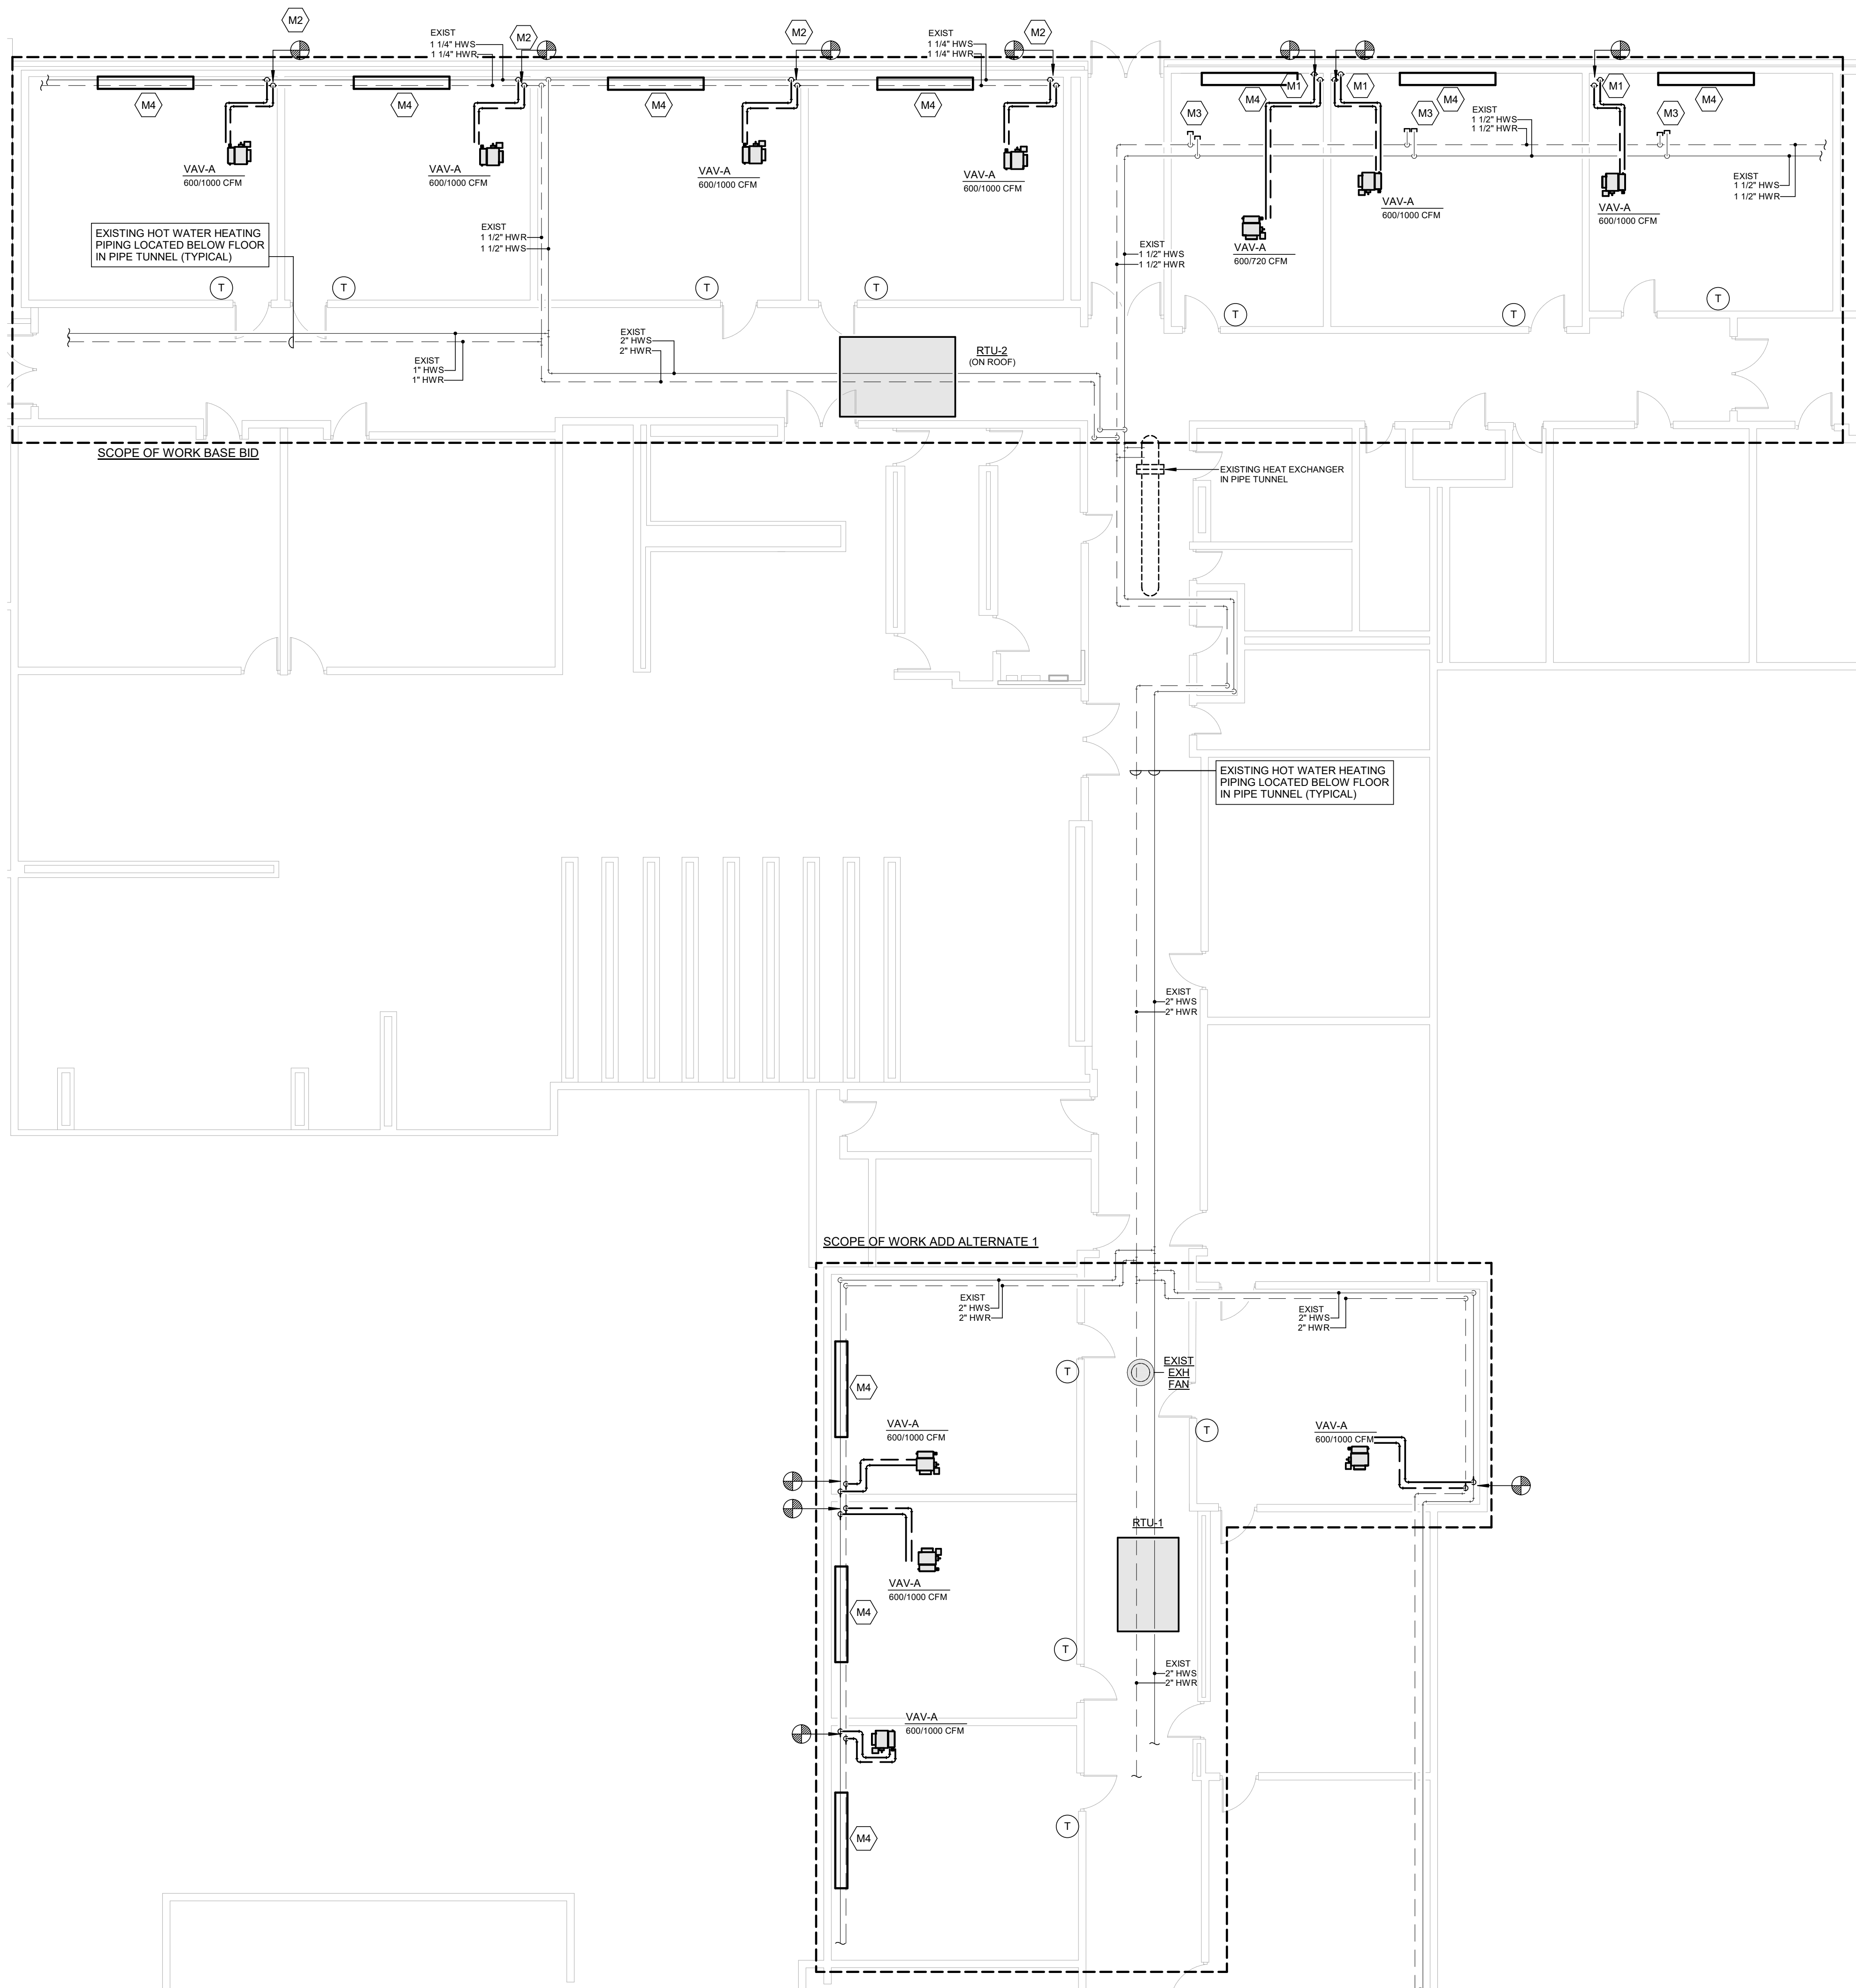 M2
M2
M2
M2
EXIST
1 1/4" HWS
1 1/4" HWR
EXIST
1 1/4" HWS
1 1/4" HWR
M4
M4
M4
M4
M4
M1
M1
M4
M1
M4
M3
M3
M3
EXIST
1 1/2" HWS
1 1/2" HWR
VAV-A
600/1000 CFM
VAV-A
600/1000 CFM
VAV-A
600/1000 CFM
VAV-A
600/1000 CFM
VAV-A
600/720 CFM
VAV-A
600/1000 CFM
VAV-A
600/1000 CFM
EXIST
1 1/2" HWS
1 1/2" HWR
EXISTING HOT WATER HEATING
PIPING LOCATED BELOW FLOOR
IN PIPE TUNNEL (TYPICAL)
EXIST
1 1/2" HWR
1 1/2" HWS
EXIST
1 1/2" HWS
1 1/2" HWR
T
T
T
T
T
T
T
EXIST
1" HWS
1" HWR
EXIST
2" HWS
2" HWR
RTU-2
(ON ROOF)
SCOPE OF WORK BASE BID
EXISTING HEAT EXCHANGER
IN PIPE TUNNEL
EXISTING HOT WATER HEATING
PIPING LOCATED BELOW FLOOR
IN PIPE TUNNEL (TYPICAL)
EXIST
2" HWS
2" HWR
SCOPE OF WORK ADD ALTERNATE 1
EXIST
2" HWS
2" HWR
EXIST
2" HWS
2" HWR
M4
T
EXIST
EXH
FAN
VAV-A
600/1000 CFM
T
VAV-A
600/1000 CFM
RTU-1
VAV-A
600/1000 CFM
M4
T
EXIST
2" HWS
2" HWR
VAV-A
600/1000 CFM
M4
T